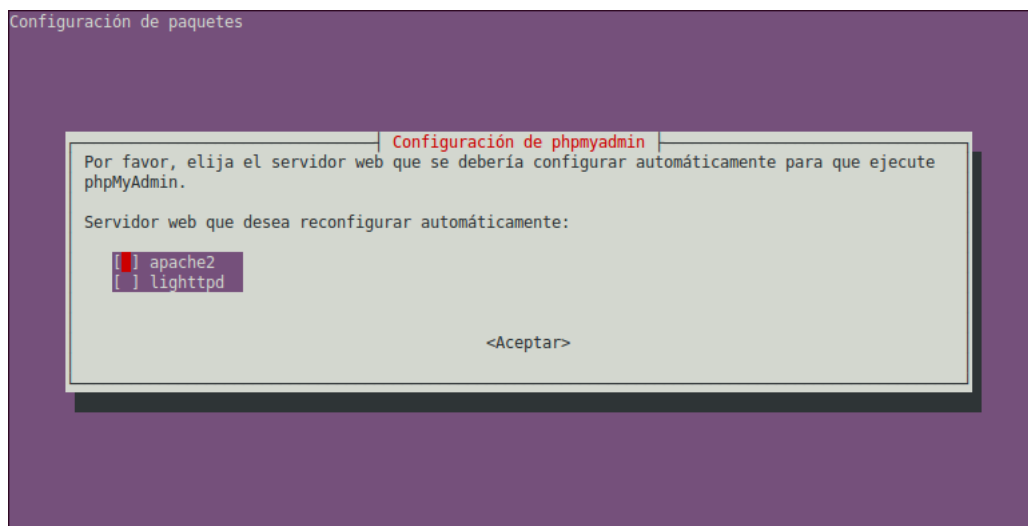 Configuración de paquetes
Configuración de phpmyadmin
Por favor, elija el servidor web que se debería configurar automáticamente para que ejecute
phpMyAdmin.
Servidor web que desea reconfigurar automáticamente:
[ ] apache2
[ ] lighttpd
<Aceptar>